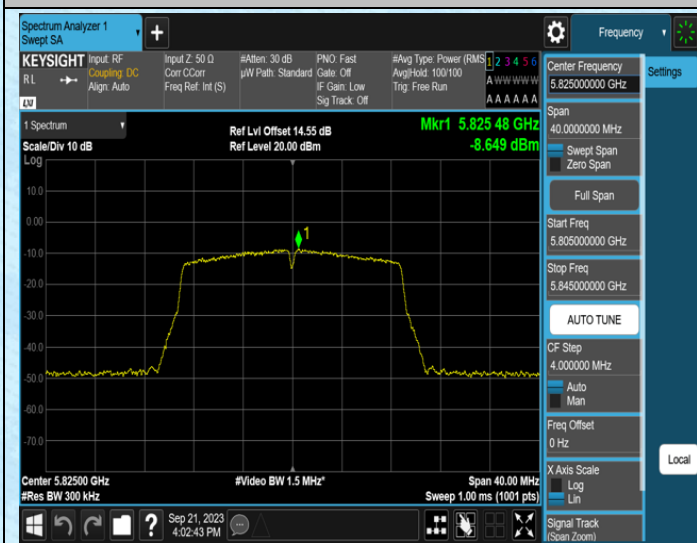 Spectrum Analyzer 1
Swept SA
+
Frequency
KEYSIGHT
RL
LXI
Input: RF
Coupling: DC
Align: Auto
Input Z: 50 Ω
Corr CCorr
Freq Ref: Int (S)
#Atten: 30 dB
µW Path: Standard
PNO: Fast
Gate: Off
IF Gain: Low
Sig Track: Off
#Avg Type: Power (RMS
Avg|Hold: 100/100
Trig: Free Run
1 2 3 4 5 6
A W W W W W
A A A A A A
1 Spectrum
Scale/Div 10 dB
Log
Ref Lvl Offset 14.55 dB
Ref Level 20.00 dBm
Mkr1 5.825 48 GHz
-8.649 dBm
10.0
0.00
1
-10.0
-20.0
-30.0
-40.0
-50.0
-60.0
-70.0
Center 5.82500 GHz
#Res BW 300 kHz
#Video BW 1.5 MHz*
Span 40.00 MHz
Sweep 1.00 ms (1001 pts)
?
Sep 21, 2023
4:02:43 PM
Center Frequency
5.825000000 GHz
Span
40.0000000 MHz
Swept Span
Zero Span
Full Span
Start Freq
5.805000000 GHz
Stop Freq
5.845000000 GHz
AUTO TUNE
CF Step
4.000000 MHz
Auto
Man
Freq Offset
0 Hz
X Axis Scale
Log
Lin
Signal Track
(Span Zoom)
Settings
Local